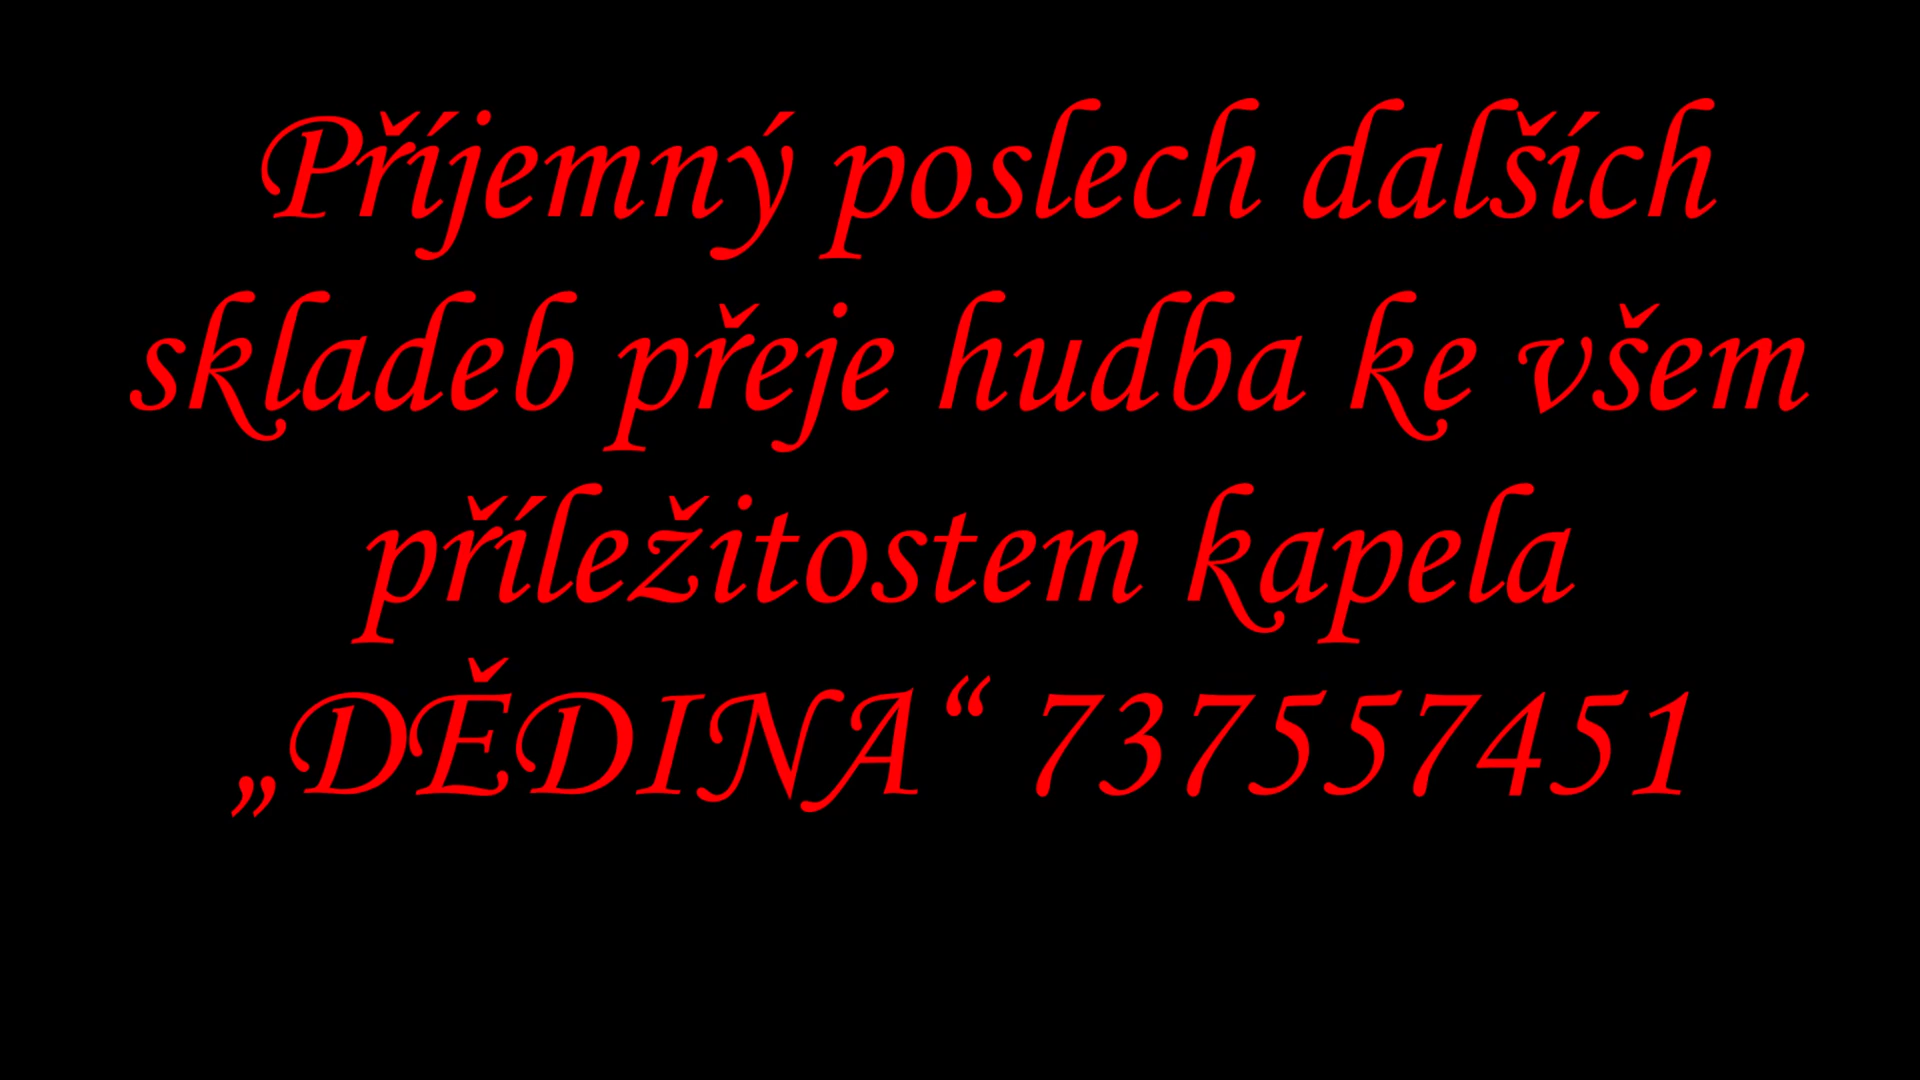 Příjemný poslech dalších
skladeb přeje hudba ke všem
příležitostem kapela
„DĚDINA“ 737557451